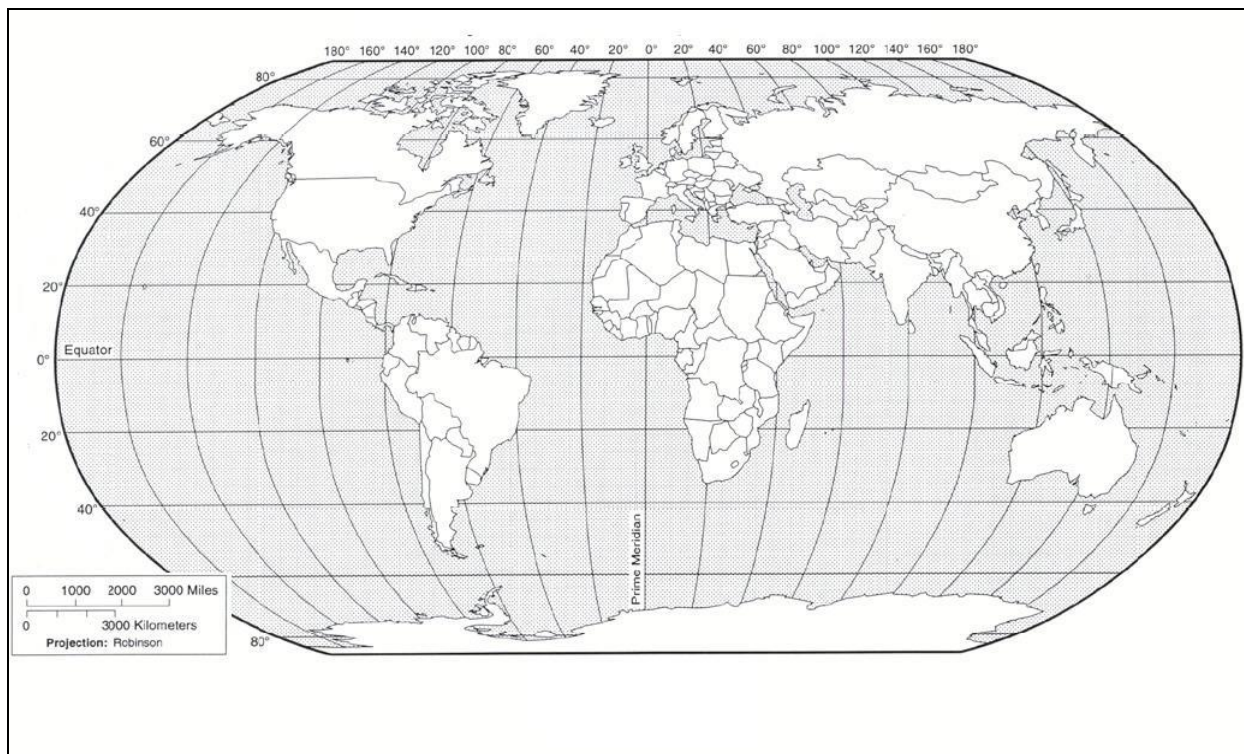 180° 160° 140° 120° 100° 80° 60° 40° 20° 0° 20° 40° 60° 80° 100° 120° 140° 160° 180°
80°
60°
40°
20°
Equator
0°
20°
40°
Prime Meridian
0 1000 2000 3000 Miles
0 3000 Kilometers
Projection: Robinson
80°